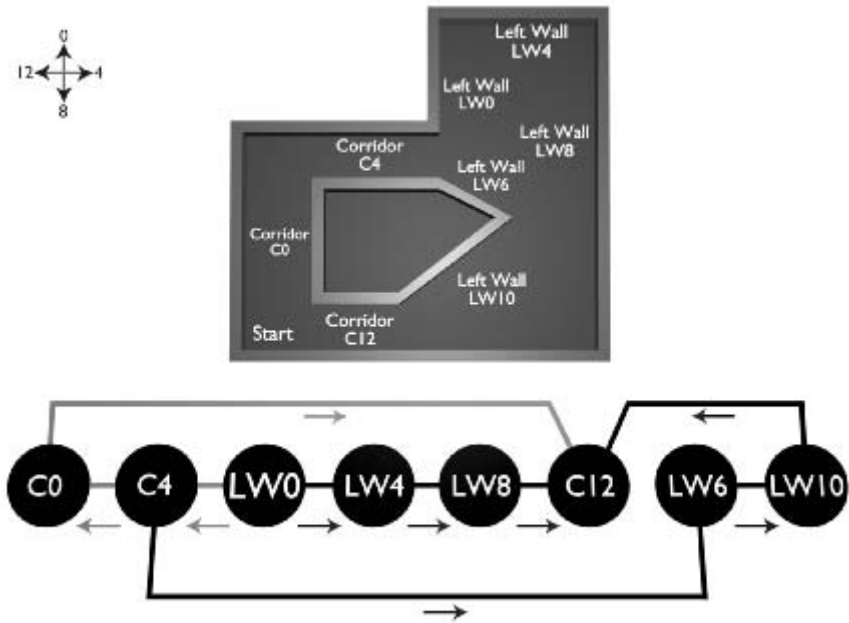 0
12
4
8
Left Wall
LW4
Left Wall
LW0
Left Wall
LW8
Corridor
C4
Left Wall
LW6
Corridor
C0
Left Wall
LW10
Corridor
C12
Start
C0
C4
LW0
LW4
LW8
C12
LW6
LW10